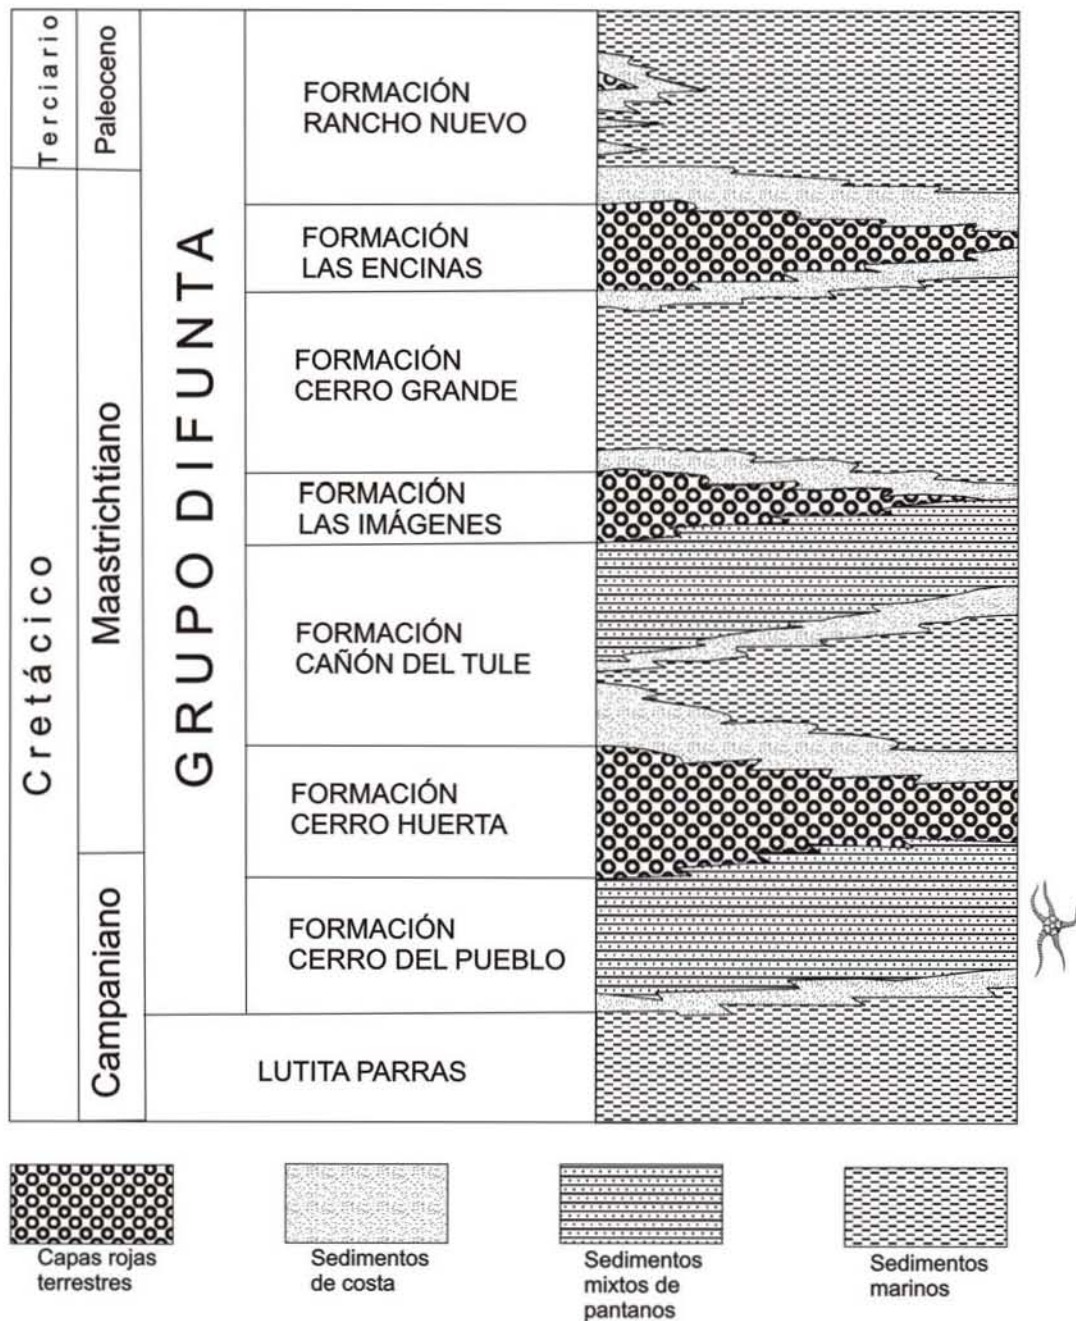 Terciario
Paleoceno
Cretácico
Maastrichtiano
Campaniano
GRUPO DIFUNTA
FORMACIÓN
RANCHO NUEVO
FORMACIÓN
LAS ENCINAS
FORMACIÓN
CERRO GRANDE
FORMACIÓN
LAS IMÁGENES
FORMACIÓN
CAÑÓN DEL TULE
FORMACIÓN
CERRO HUERTA
FORMACIÓN
CERRO DEL PUEBLO
LUTITA PARRAS
Capas rojas
terrestres
Sedimentos
de costa
Sedimentos
mixtos de
pantanos
Sedimentos
marinos